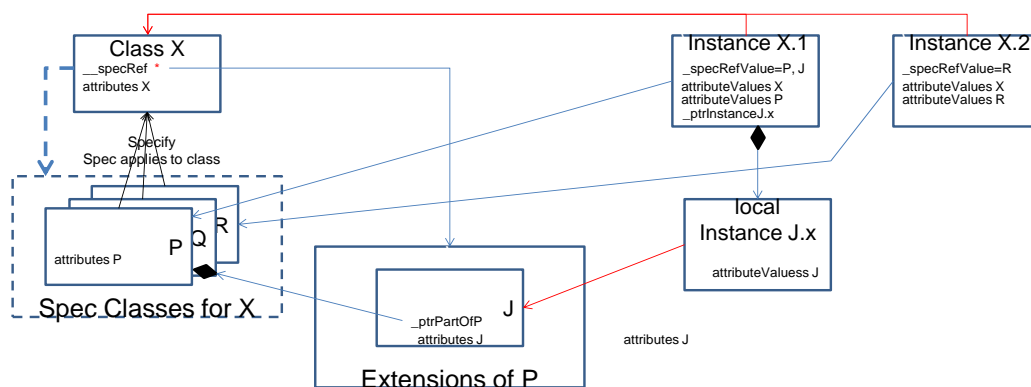 Class X
__specRef *
attributes X
Instance X.1
_specRefValue=P, J
attributeValues X
attributeValues P
_ptrInstanceJ.x
Instance X.2
_specRefValue=R
attributeValues X
attributeValues R
Specify
Spec applies to class
R
Q
P
attributes P
Spec Classes for X
local
Instance J.x
attributeValuess J
J
_ptrPartOfP
attributes J
Extensions of P
attributes J